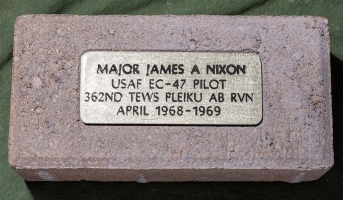 MAJOR JAMES A NIXON
USAF EC-47 PILOT
362ND TEWS PLEIKU AB RVN
APRIL 1968-1969